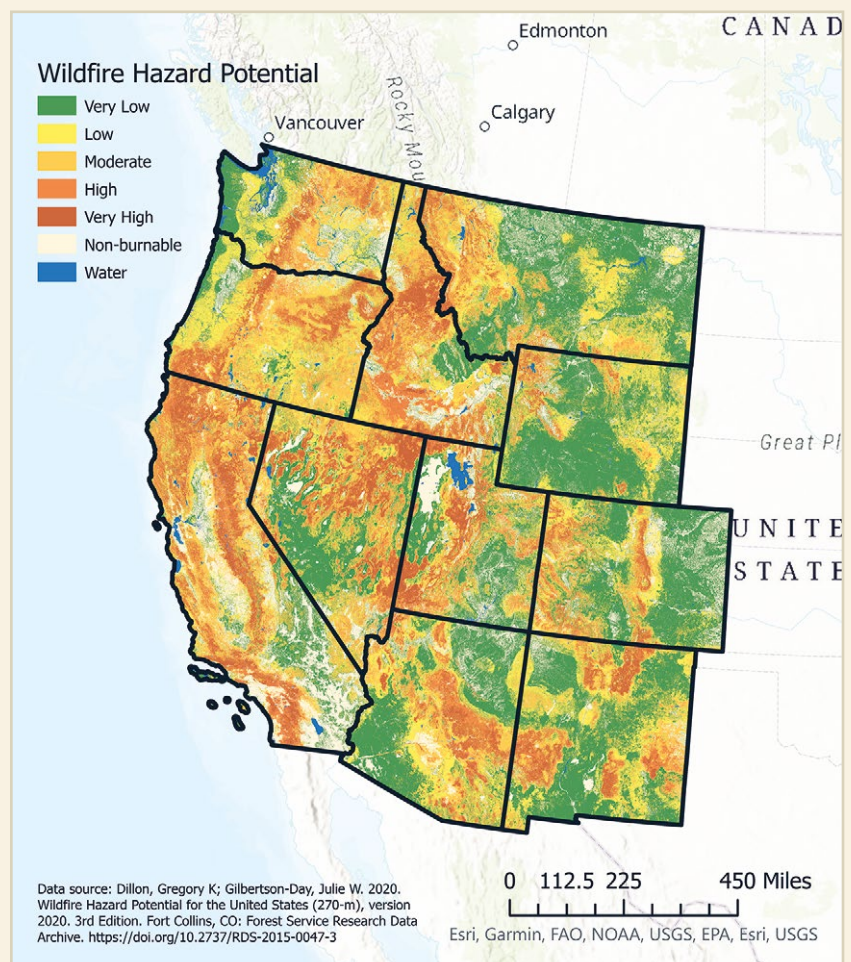 Edmonton
C A N A D
Wildfire Hazard Potential
Very Low
Low
Moderate
High
Very High
Non-burnable
Water
Vancouver
Rocky Mou
Calgary
Great Pl
U N I T E
S T A T E
0 112.5 225 450 Miles
Data source: Dillon, Gregory K; Gilbertson-Day, Julie W. 2020.
Wildfire Hazard Potential for the United States (270-m), version
2020. 3rd Edition. Fort Collins, CO: Forest Service Research Data
Archive. https://doi.org/10.2737/RDS-2015-0047-3
Esri, Garmin, FAO, NOAA, USGS, EPA, Esri, USGS